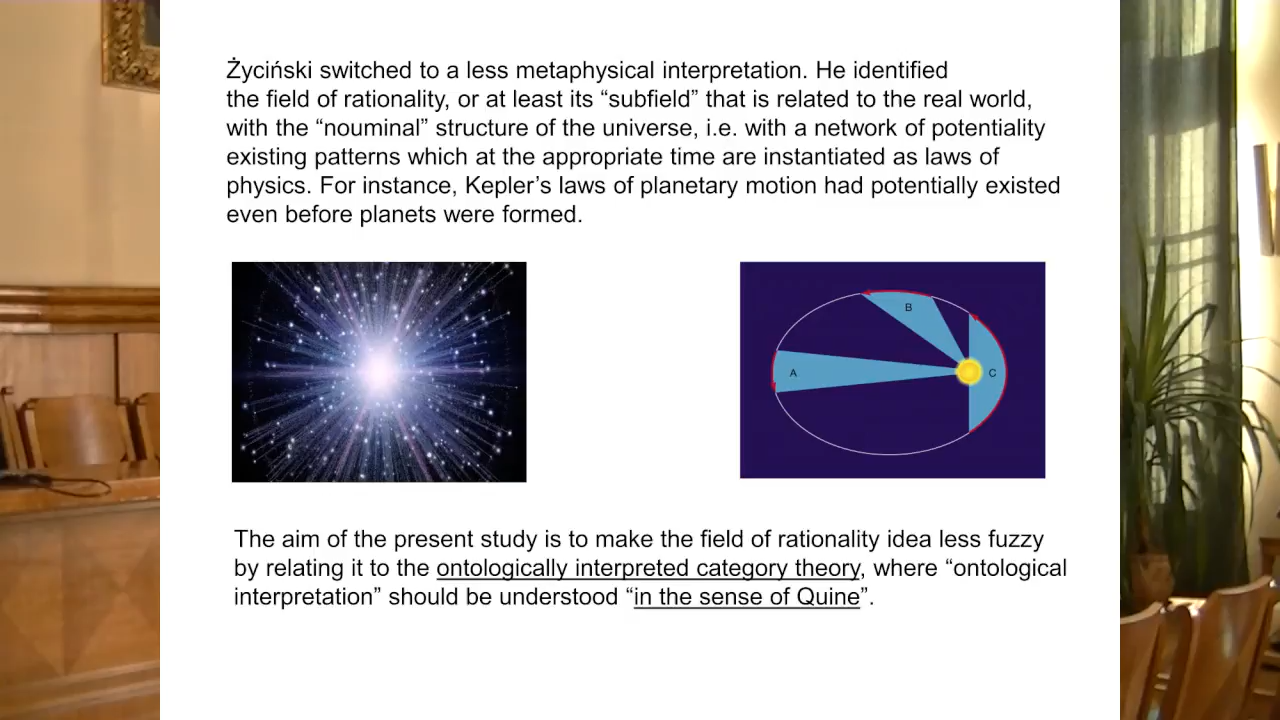 Życiński switched to a less metaphysical interpretation. He identified
the field of rationality, or at least its “subfield” that is related to the real world,
with the “nouminal” structure of the universe, i.e. with a network of potentiality
existing patterns which at the appropriate time are instantiated as laws of
physics. For instance, Kepler’s laws of planetary motion had potentially existed
even before planets were formed.
B
A
C
The aim of the present study is to make the field of rationality idea less fuzzy
by relating it to the ontologically interpreted category theory, where “ontological
interpretation” should be understood “in the sense of Quine”.